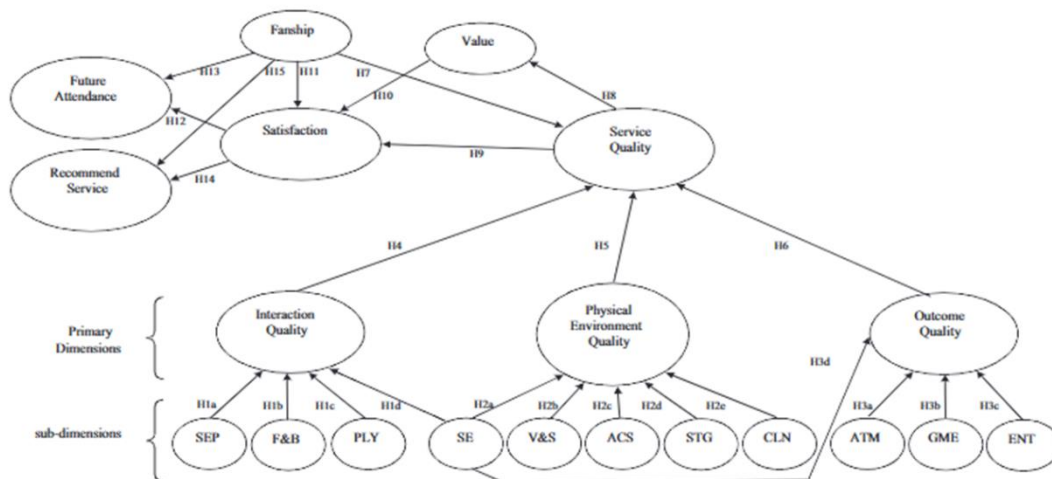 Fanship
Value
H13
H15
H11
H7
Future
Attendance
H10
H8
H12
Satisfaction
Service
Quality
H9
Recommend
Service
H14
H4
H5
H6
Primary
Dimensions
Interaction
Quality
Physical
Environment
Quality
Outcome
Quality
H3d
sub-dimensions
H1a
H1b
H1c
H1d
H2a
H2b
H2c
H2d
H2e
H3a
H3b
H3c
SEP
F&B
PLY
SE
V&S
ACS
STG
CLN
ATM
GME
ENT